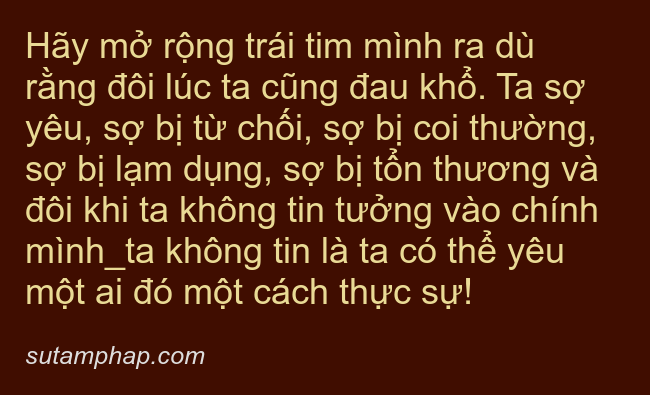 Hãy mở rộng trái tim mình ra dù
rằng đôi lúc ta cũng đau khổ. Ta sợ
yêu, sợ bị từ chối, sợ bị coi thường,
sợ bị lạm dụng, sợ bị tổn thương và
đôi khi ta không tin tưởng vào chính
mình_ta không tin là ta có thể yêu
một ai đó một cách thực sự!
sutamphap.com